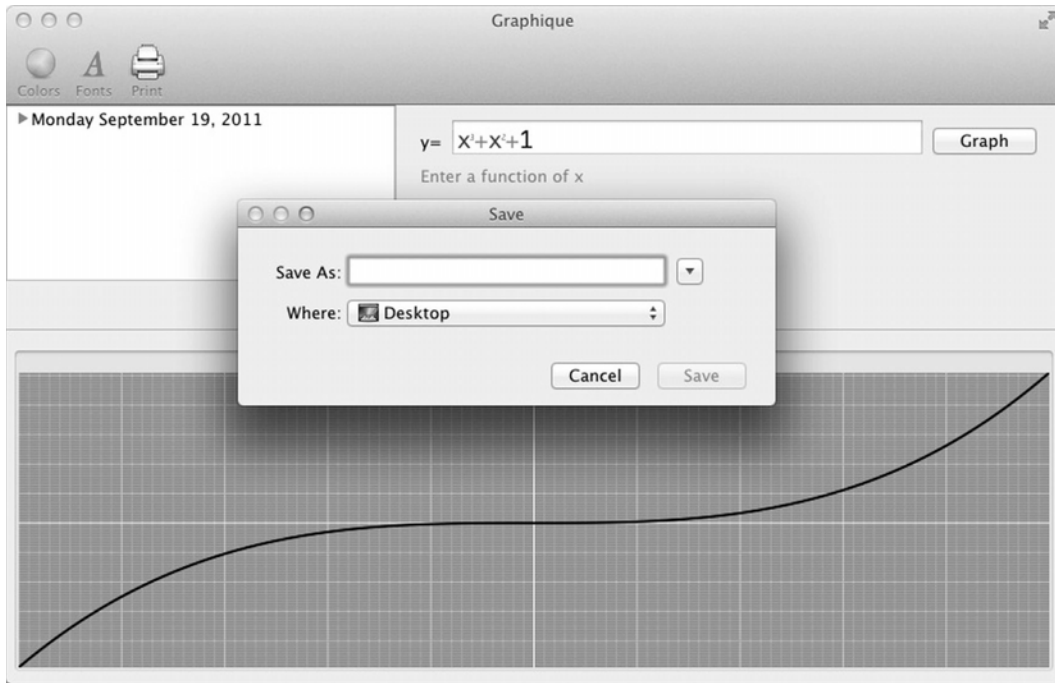 Graphique
Colors Fonts Print
Monday September 19, 2011
y= x³+x²+1 Graph
Enter a function of x
Save
Save As:
Where: Desktop
Cancel Save